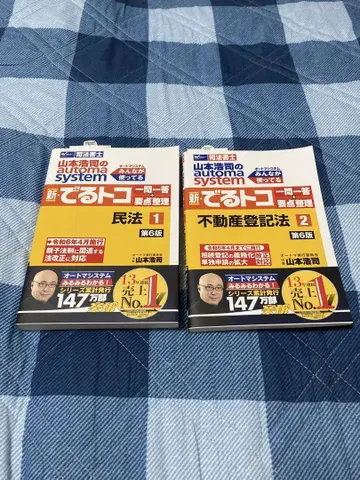 司法書士
山本浩司の
automa
system
オートマシステム
みんなが
使ってる
新・でるトコ
一問一答
+
要点整理
民法 1
第6版
令和6年4月施行
親子法制に関連する
法改正に対応
山本浩司
オートマシステム
みるみるわかる!
シリーズ累計発行
147万部
13年連続
売上
No.1
司法書士
山本浩司の
automa
system
オートマシステム
みんなが
使ってる
新・でるトコ
一問一答
+
要点整理
不動産登記法 2
第6版
令和6年4月までに施行
相続登記の義務化
単独申請の拡大
山本浩司
オートマシステム
みるみるわかる!
シリーズ累計発行
147万部
13年連続
売上
No.1